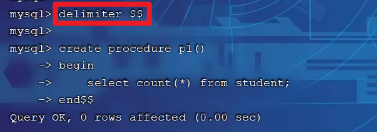 mysql>
mysql> delimiter $$
mysql>
mysql> create procedure p1()
-> begin
-> select count(*) from student;
-> end$$
Query OK, 0 rows affected (0.00 sec)